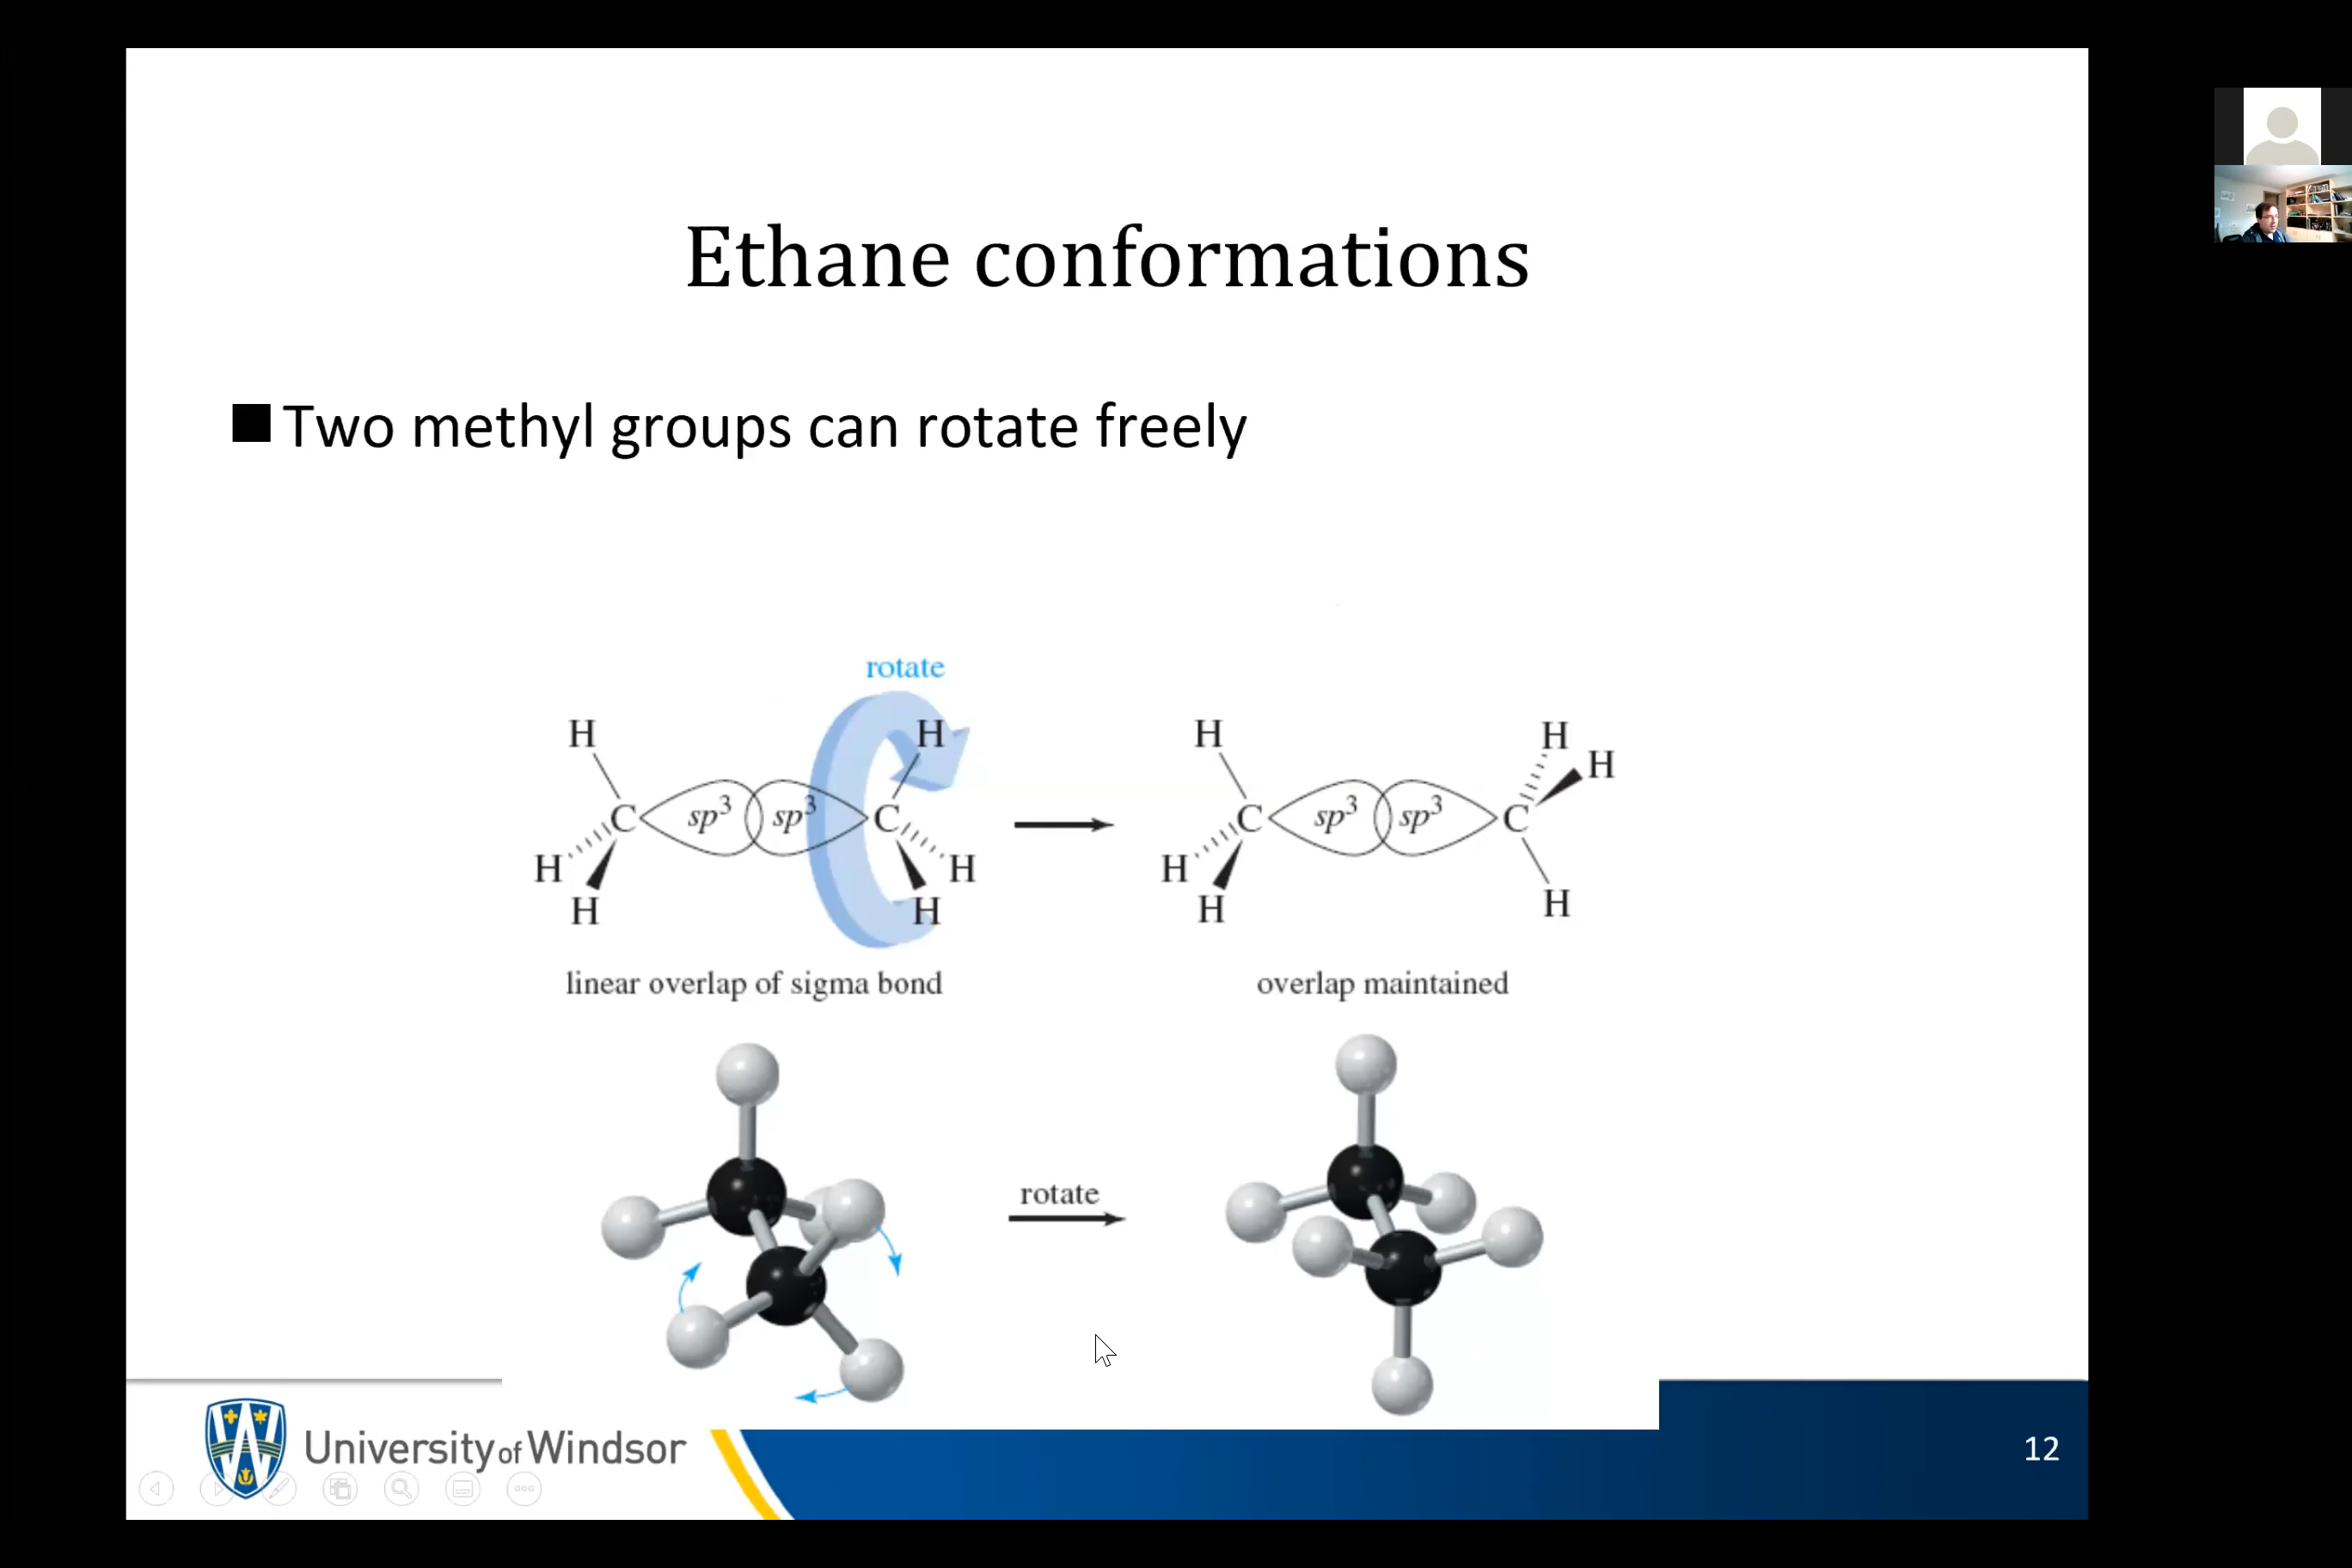 Ethane conformations
Two methyl groups can rotate freely
rotate
H H H H H
C sp3 sp3 C C sp3 sp3 C
H H H
H H H H
linear overlap of sigma bond overlap maintained
rotate
University of Windsor
12